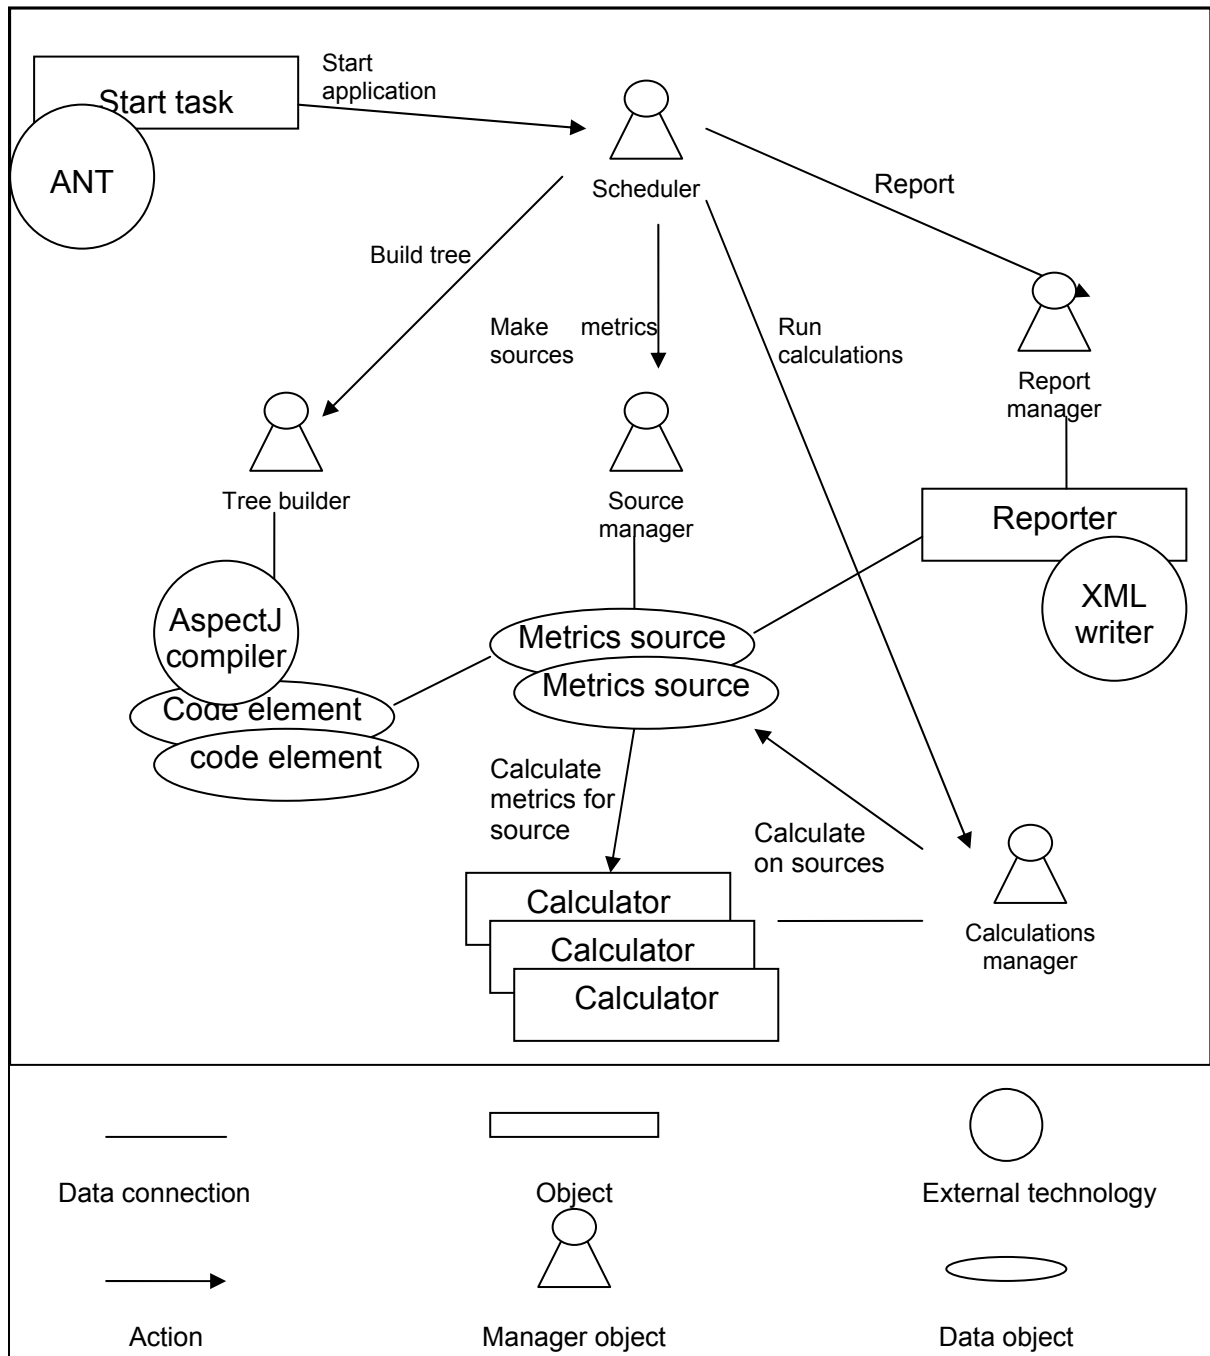 Start
application
Start task
ANT
Scheduler
Report
Build tree
Make metrics
sources
Run
calculations
Report
manager
Tree builder
Source
manager
Reporter
XML
writer
AspectJ
compiler
Metrics source
Metrics source
Code element
code element
Calculate
metrics for
source
Calculate
on sources
Calculator
Calculator
Calculator
Calculations
manager
Data connection
Object
External technology
Action
Manager object
Data object